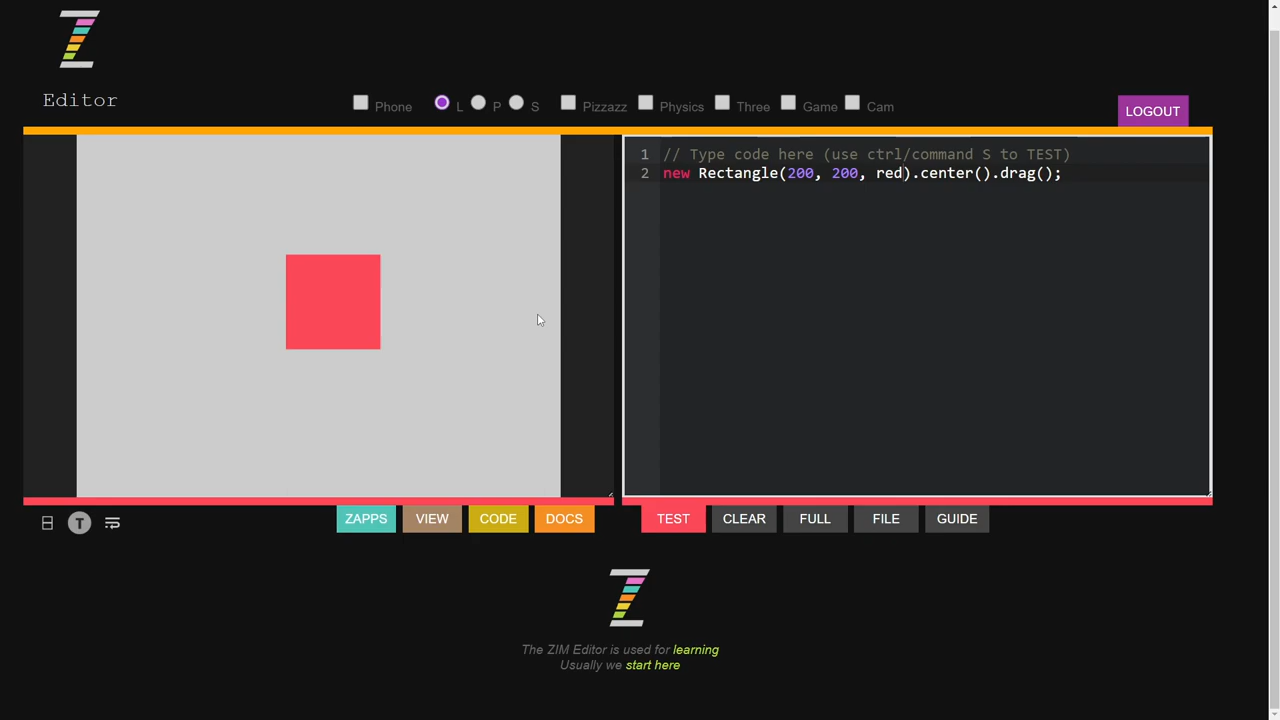 Editor
Phone L P S Pizzazz Physics Three Game Cam
LOGOUT
1 // Type code here (use ctrl/command S to TEST)
2 new Rectangle(200, 200, red).center().drag();
T
ZAPPS VIEW CODE DOCS TEST CLEAR FULL FILE GUIDE
The ZIM Editor is used for learning
Usually we start here